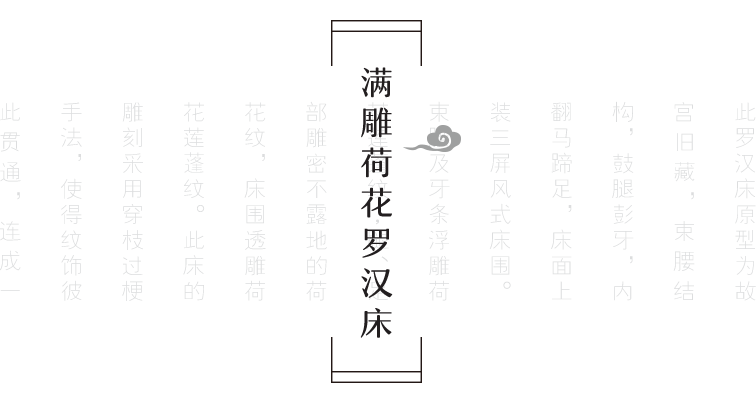 满雕荷花罗汉床
此罗汉床原型为故
宫旧藏，束腰结
构，鼓腿彭牙，内
翻马蹄足，床面上
装三屏风式床围。
束腰及牙条浮雕荷
部雕密不露地的荷
花纹，床围透雕荷
花莲蓬纹。此床的
雕刻采用穿枝过梗
手法，使得纹饰彼
此贯通，连成一